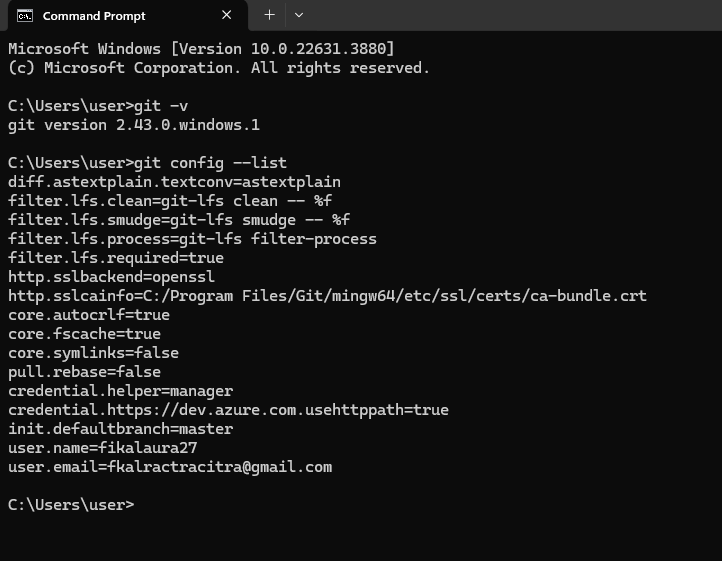 Command Prompt
Microsoft Windows [Version 10.0.22631.3880]
(c) Microsoft Corporation. All rights reserved.
C:\Users\user>git -v
git version 2.43.0.windows.1
C:\Users\user>git config --list
diff.astextplain.textconv=astextplain
filter.lfs.clean=git-lfs clean -- %f
filter.lfs.smudge=git-lfs smudge -- %f
filter.lfs.process=git-lfs filter-process
filter.lfs.required=true
http.sslbackend=openssl
http.sslcainfo=C:/Program Files/Git/mingw64/etc/ssl/certs/ca-bundle.crt
core.autocrlf=true
core.fscache=true
core.symlinks=false
pull.rebase=false
credential.helper=manager
credential.https://dev.azure.com.usehttppath=true
init.defaultbranch=master
user.name=fikalaura27
user.email=fkalractracitra@gmail.com
C:\Users\user>